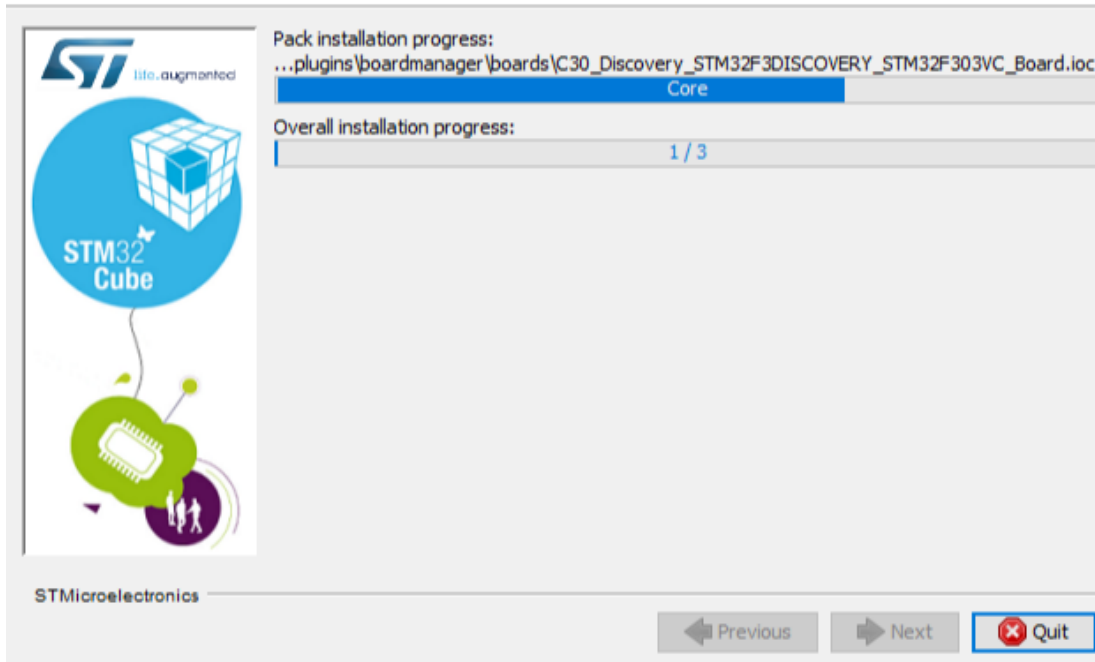 ST
life.augmented
STM32
Cube
Pack installation progress:
...plugins\boardmanager\boards\C30_Discovery_STM32F3DISCOVERY_STM32F303VC_Board.ioc
Core
Overall installation progress:
1 / 3
STMicroelectronics
Previous
Next
Quit